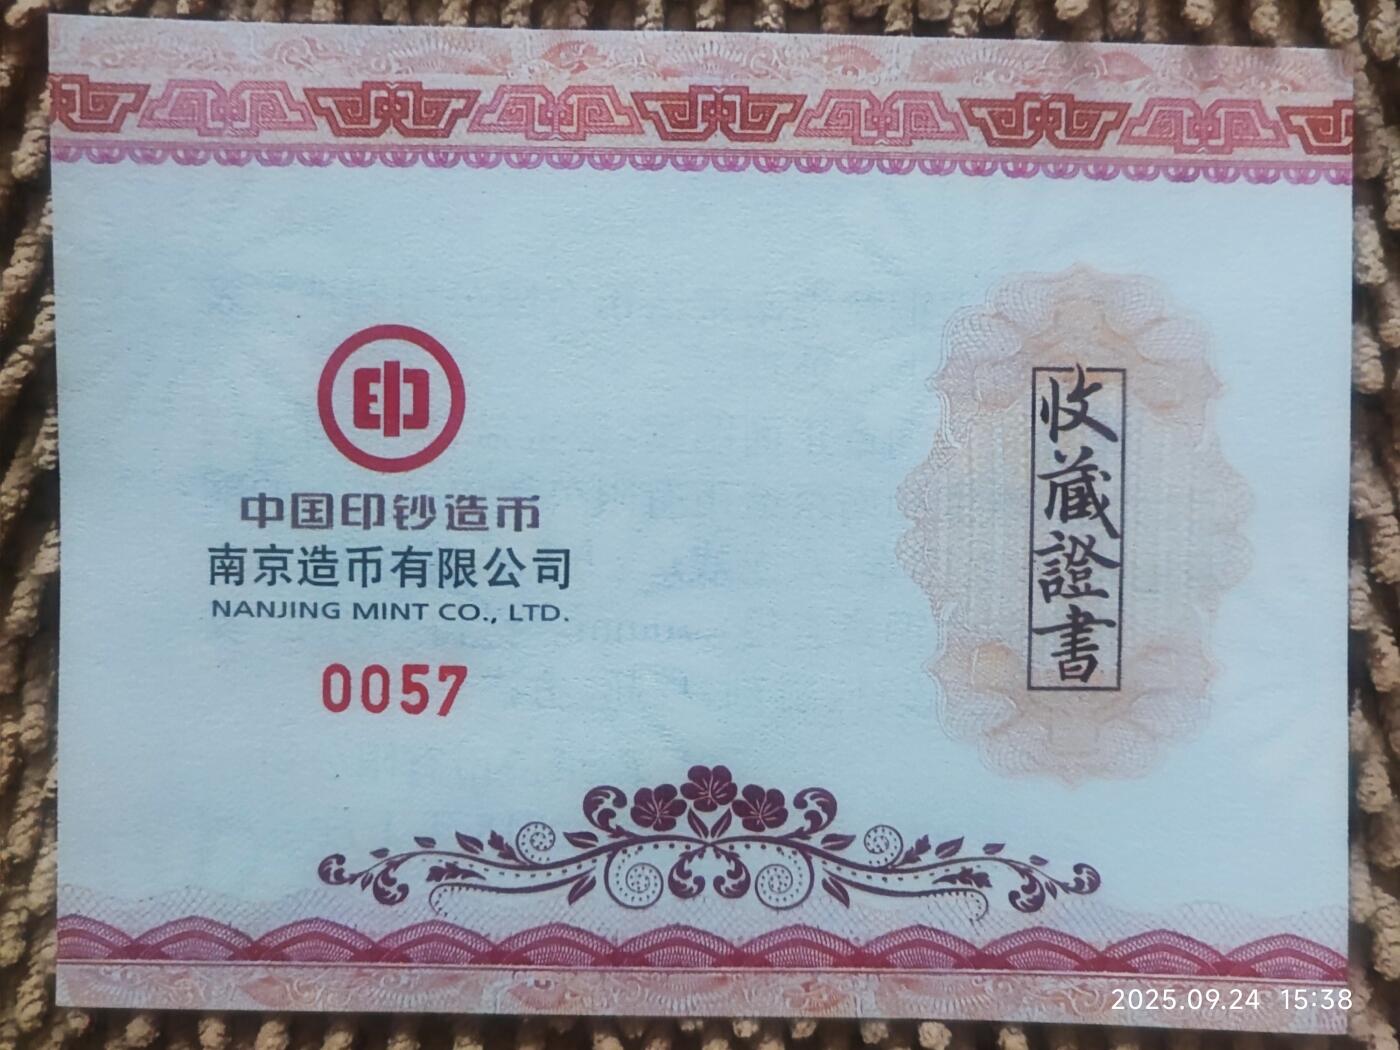 印
中国印钞造币
南京造币有限公司
NANJING MINT CO., LTD.
0057
收藏證書
2025.09.24 15:38